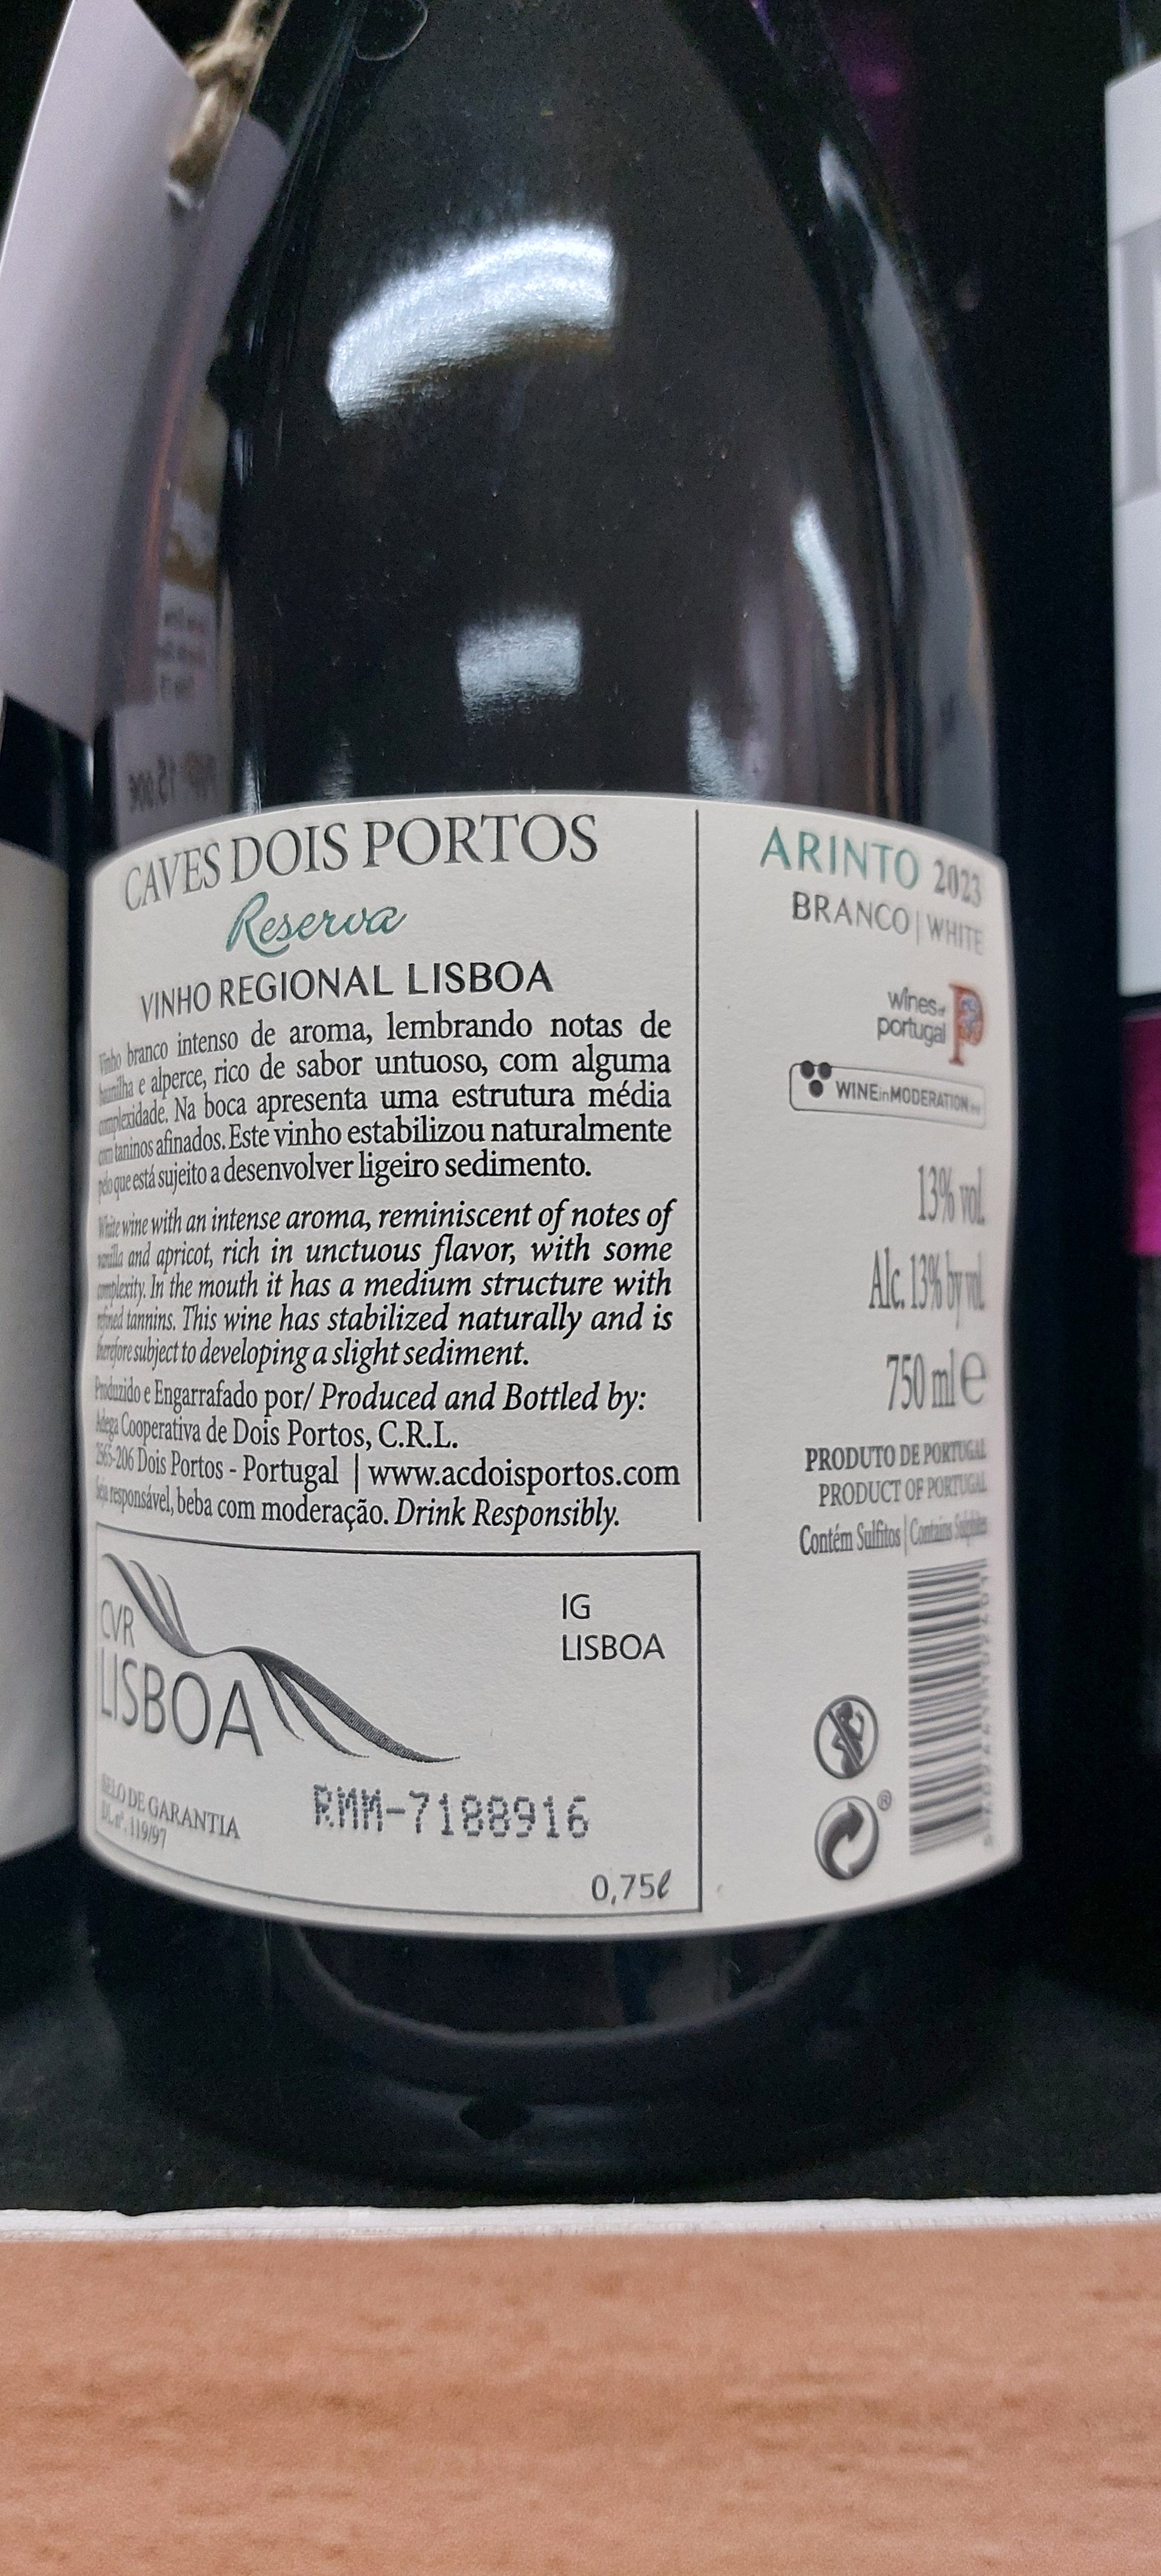 CAVES DOIS PORTOS
Reserva
VINHO REGIONAL LISBOA
Vinho branco intenso de aroma, lembrando notas de
baunilha e alperce, rico de sabor untuoso, com alguma
complexidade. Na boca apresenta uma estrutura média
com taninos afinados. Este vinho estabilizou naturalmente
pelo que está sujeito a desenvolver ligeiro sedimento.
White wine with an intense aroma, reminiscent of notes of
vanilla and apricot, rich in unctuous flavor, with some
complexity. In the mouth it has a medium structure with
refined tannins. This wine has stabilized naturally and is
therefore subject to developing a slight sediment.
Produzido e Engarrafado por/ Produced and Bottled by:
Adega Cooperativa de Dois Portos, C.R.L.
2565-206 Dois Portos - Portugal | www.acdoisportos.com
Seja responsável, beba com moderação. Drink Responsibly.
CVR
LISBOA
IG
LISBOA
SELO DE GARANTIA
DL nº. 119/97
RMM-7188916
0,75ℓ
ARINTO 2023
BRANCO | WHITE
wines of
portugal
WINE in MODERATION
13% vol.
Alc. 13% by vol.
750 ml e
PRODUTO DE PORTUGAL
PRODUCT OF PORTUGAL
Contém Sulfitos | Contains Sulphites
®